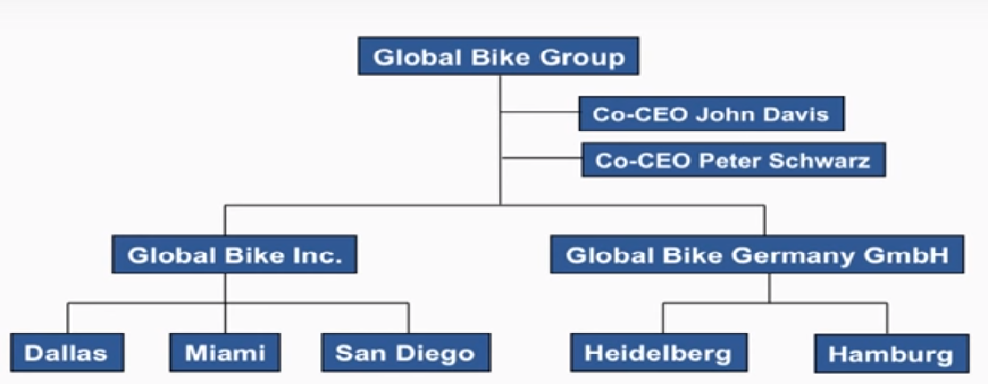 Global Bike Group
Co-CEO John Davis
Co-CEO Peter Schwarz
Global Bike Inc.
Global Bike Germany GmbH
Dallas
Miami
San Diego
Heidelberg
Hamburg